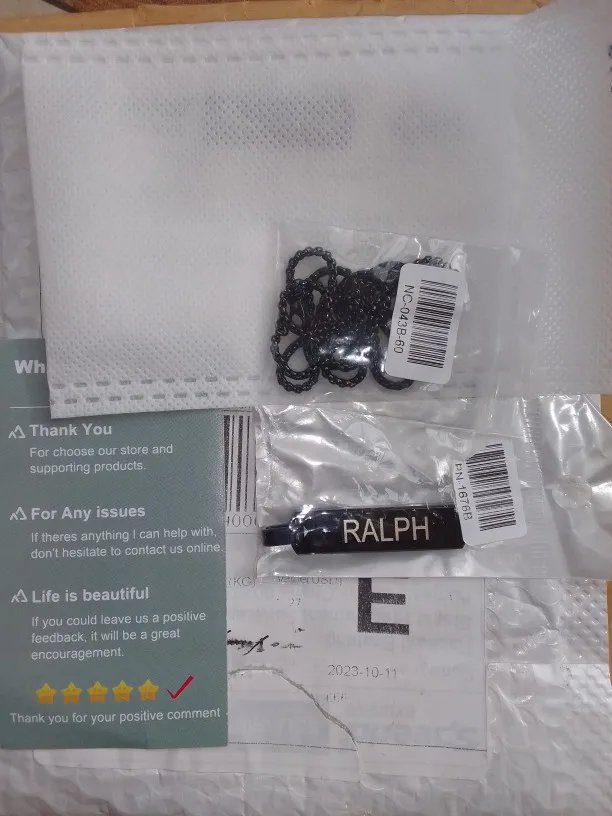 NC-043B-60
Wh
Thank You
For choose our store and
supporting products.
For Any issues
If theres anything I can help with,
don't hesitate to contact us online.
Life is beautiful
If you could leave us a positive
feedback, it will be a great
encouragement.
Thank you for your positive comment
PN-1676B
RALPH
E
27
2023-10-11